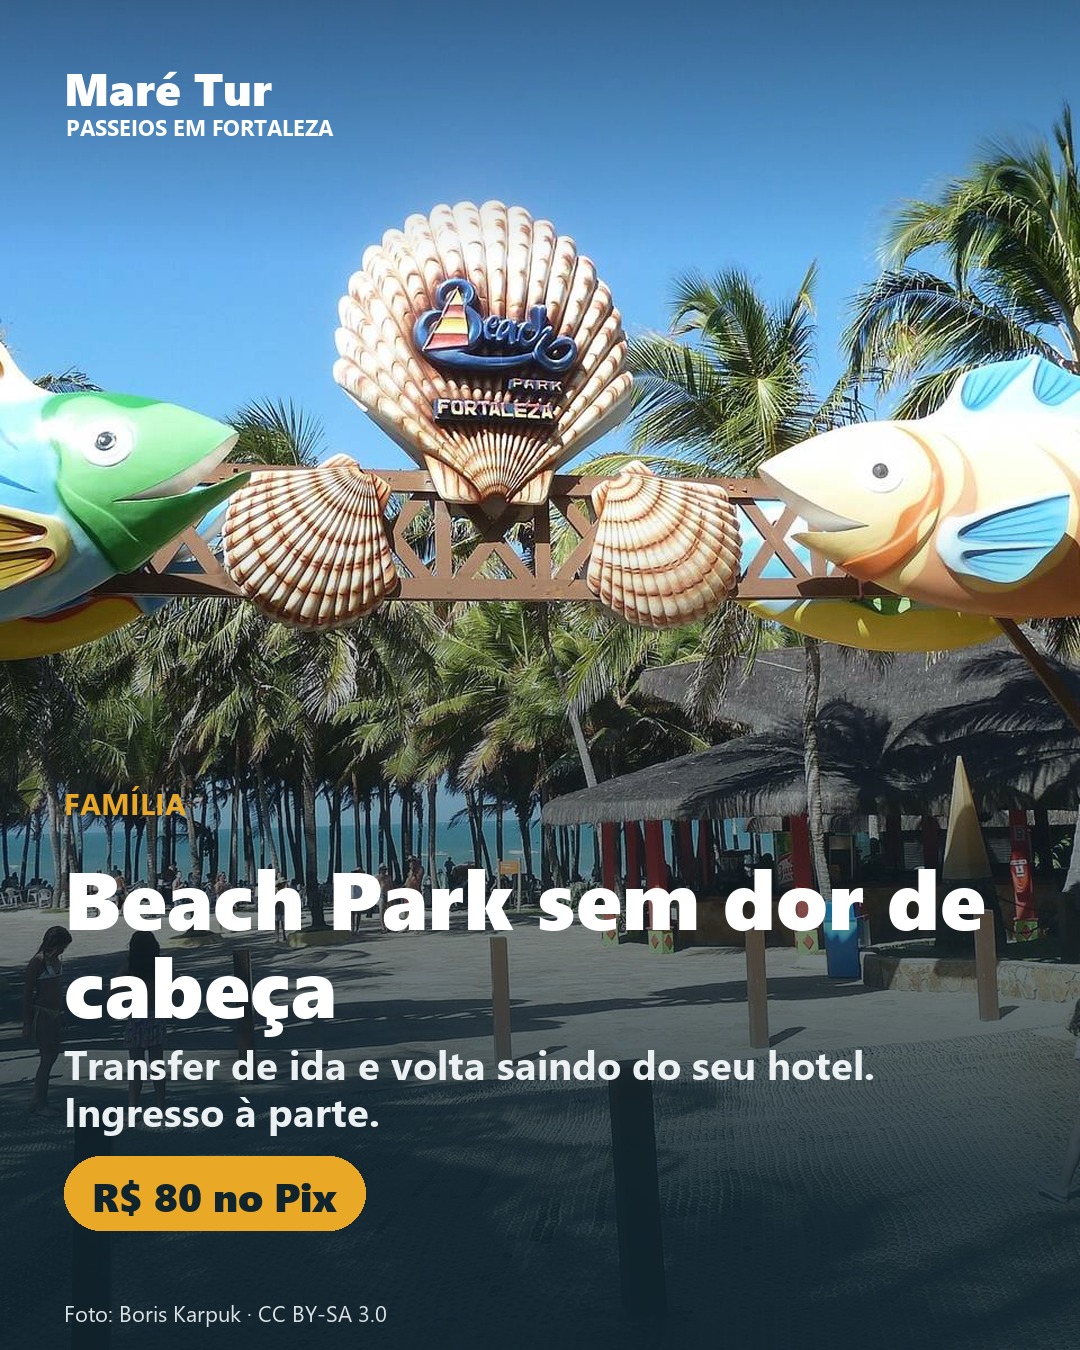 Maré Tur
PASSEIOS EM FORTALEZA
Beach
PARK
FORTALEZA
FAMÍLIA
Beach Park sem dor de
cabeça
Transfer de ida e volta saindo do seu hotel.
Ingresso à parte.
R$ 80 no Pix
Foto: Boris Karpuk · CC BY-SA 3.0